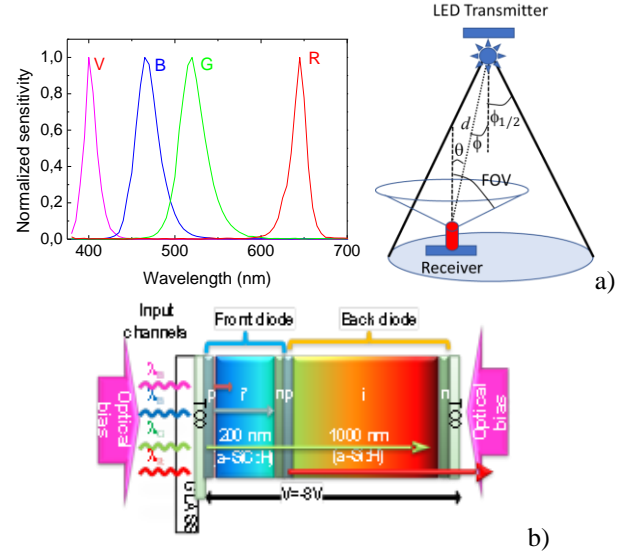 LED Transmitter
V B G R
1,0
0,8
0,6
0,4
0,2
0,0
400 500 600 700
Normalized sensitivity
Wavelength (nm)
d
ϕ1/2
ϕ
θ
FOV
Receiver
a)
Input
channels
Front diode
Back diode
Optical
bias
GLASS
TCO
p i' np i n
TCO
Optical
bias
200 nm
(a-SiC:H)
1000 nm
(a-Si:H)
V=-8V
b)